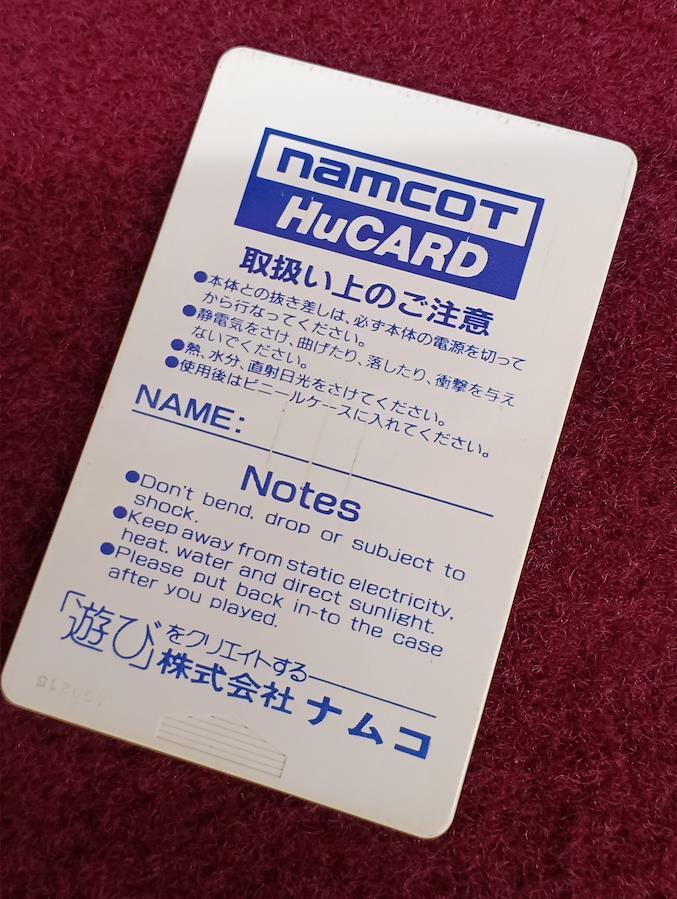 namcot
HuCARD
取扱い上のご注意
●本体との抜き差しは、必ず本体の電源を切って
から行なってください。
●静電気をさけ、曲げたり、落したり、衝撃を与え
ないでください。
●熱、水分、直射日光をさけてください。
●使用後はビニールケースに入れてください。
NAME:
Notes
●Don't bend, drop or subject to
shock.
●Keep away from static electricity,
heat, water and direct sunlight.
●Please put back in-to the case
after you played.
「遊び」をクリエイトする
株式会社 ナムコ